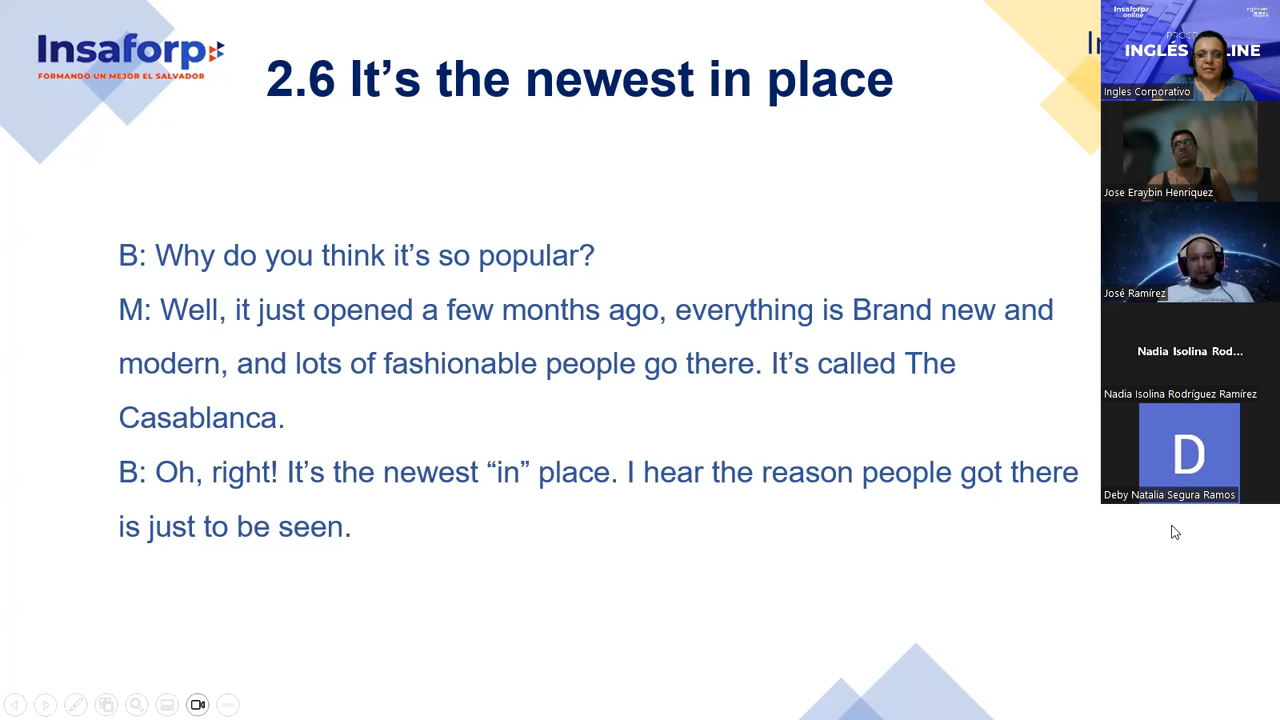 Insaforp
FORMANDO UN MEJOR EL SALVADOR
2.6 It’s the newest in place
B: Why do you think it’s so popular?
M: Well, it just opened a few months ago, everything is Brand new and
modern, and lots of fashionable people go there. It’s called The
Casablanca.
B: Oh, right! It’s the newest “in” place. I hear the reason people got there
is just to be seen.
Insaforp
online
INGLÉS LINE
Ingles Corporativo
Jose Eraybin Henriquez
José Ramírez
Nadia Isolina Rod...
Nadia Isolina Rodríguez Ramírez
D
Deby Natalia Segura Ramos